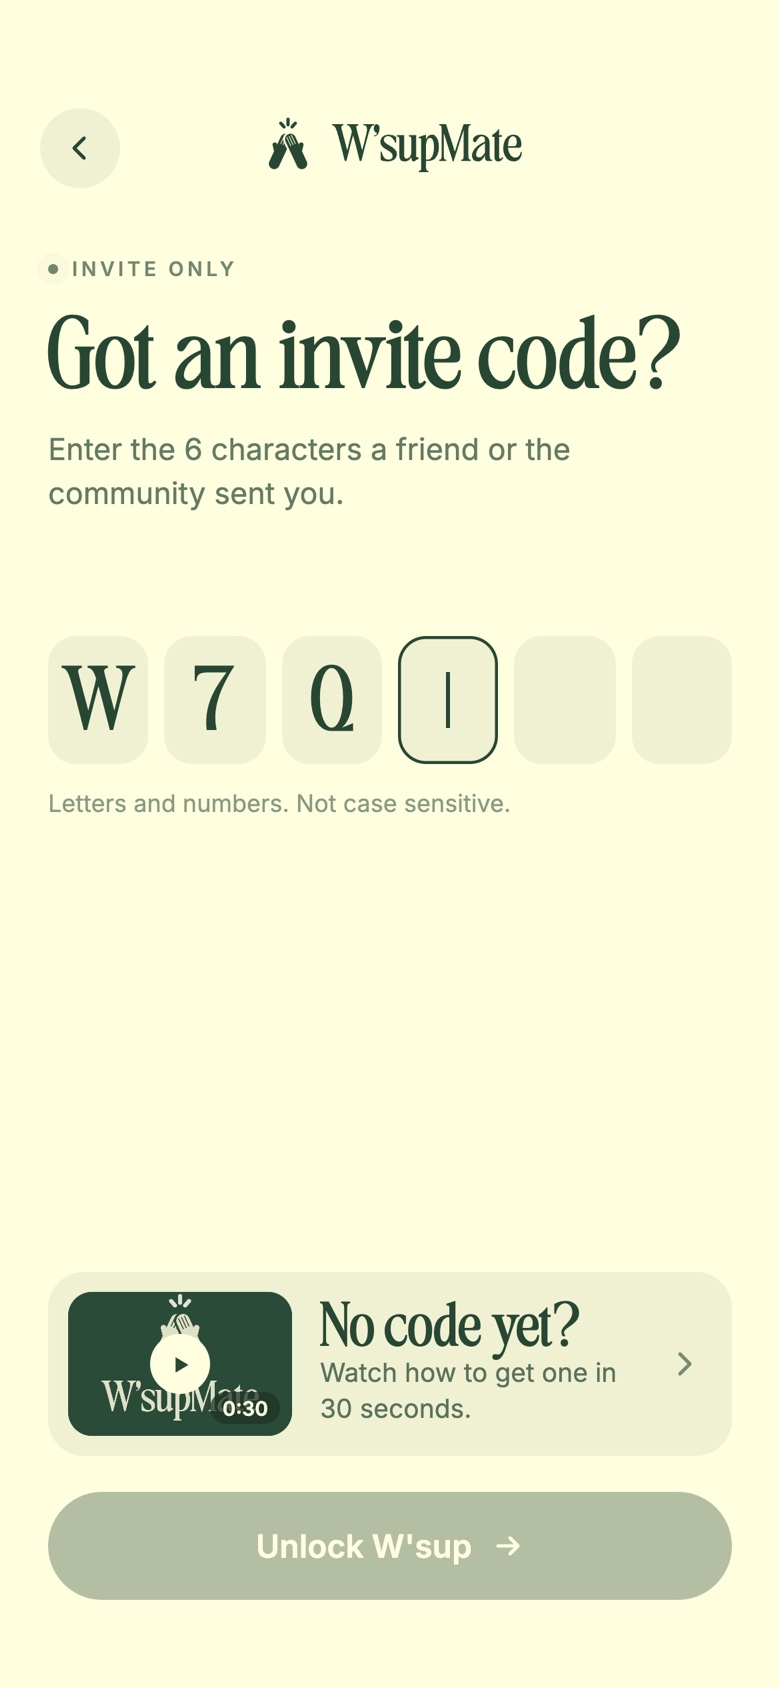 W'supMate
INVITE ONLY
Got an invite code?
Enter the 6 characters a friend or the
community sent you.
W 7 Q
Letters and numbers. Not case sensitive.
W'supMate
0:30
No code yet?
Watch how to get one in
30 seconds.
Unlock W'sup →